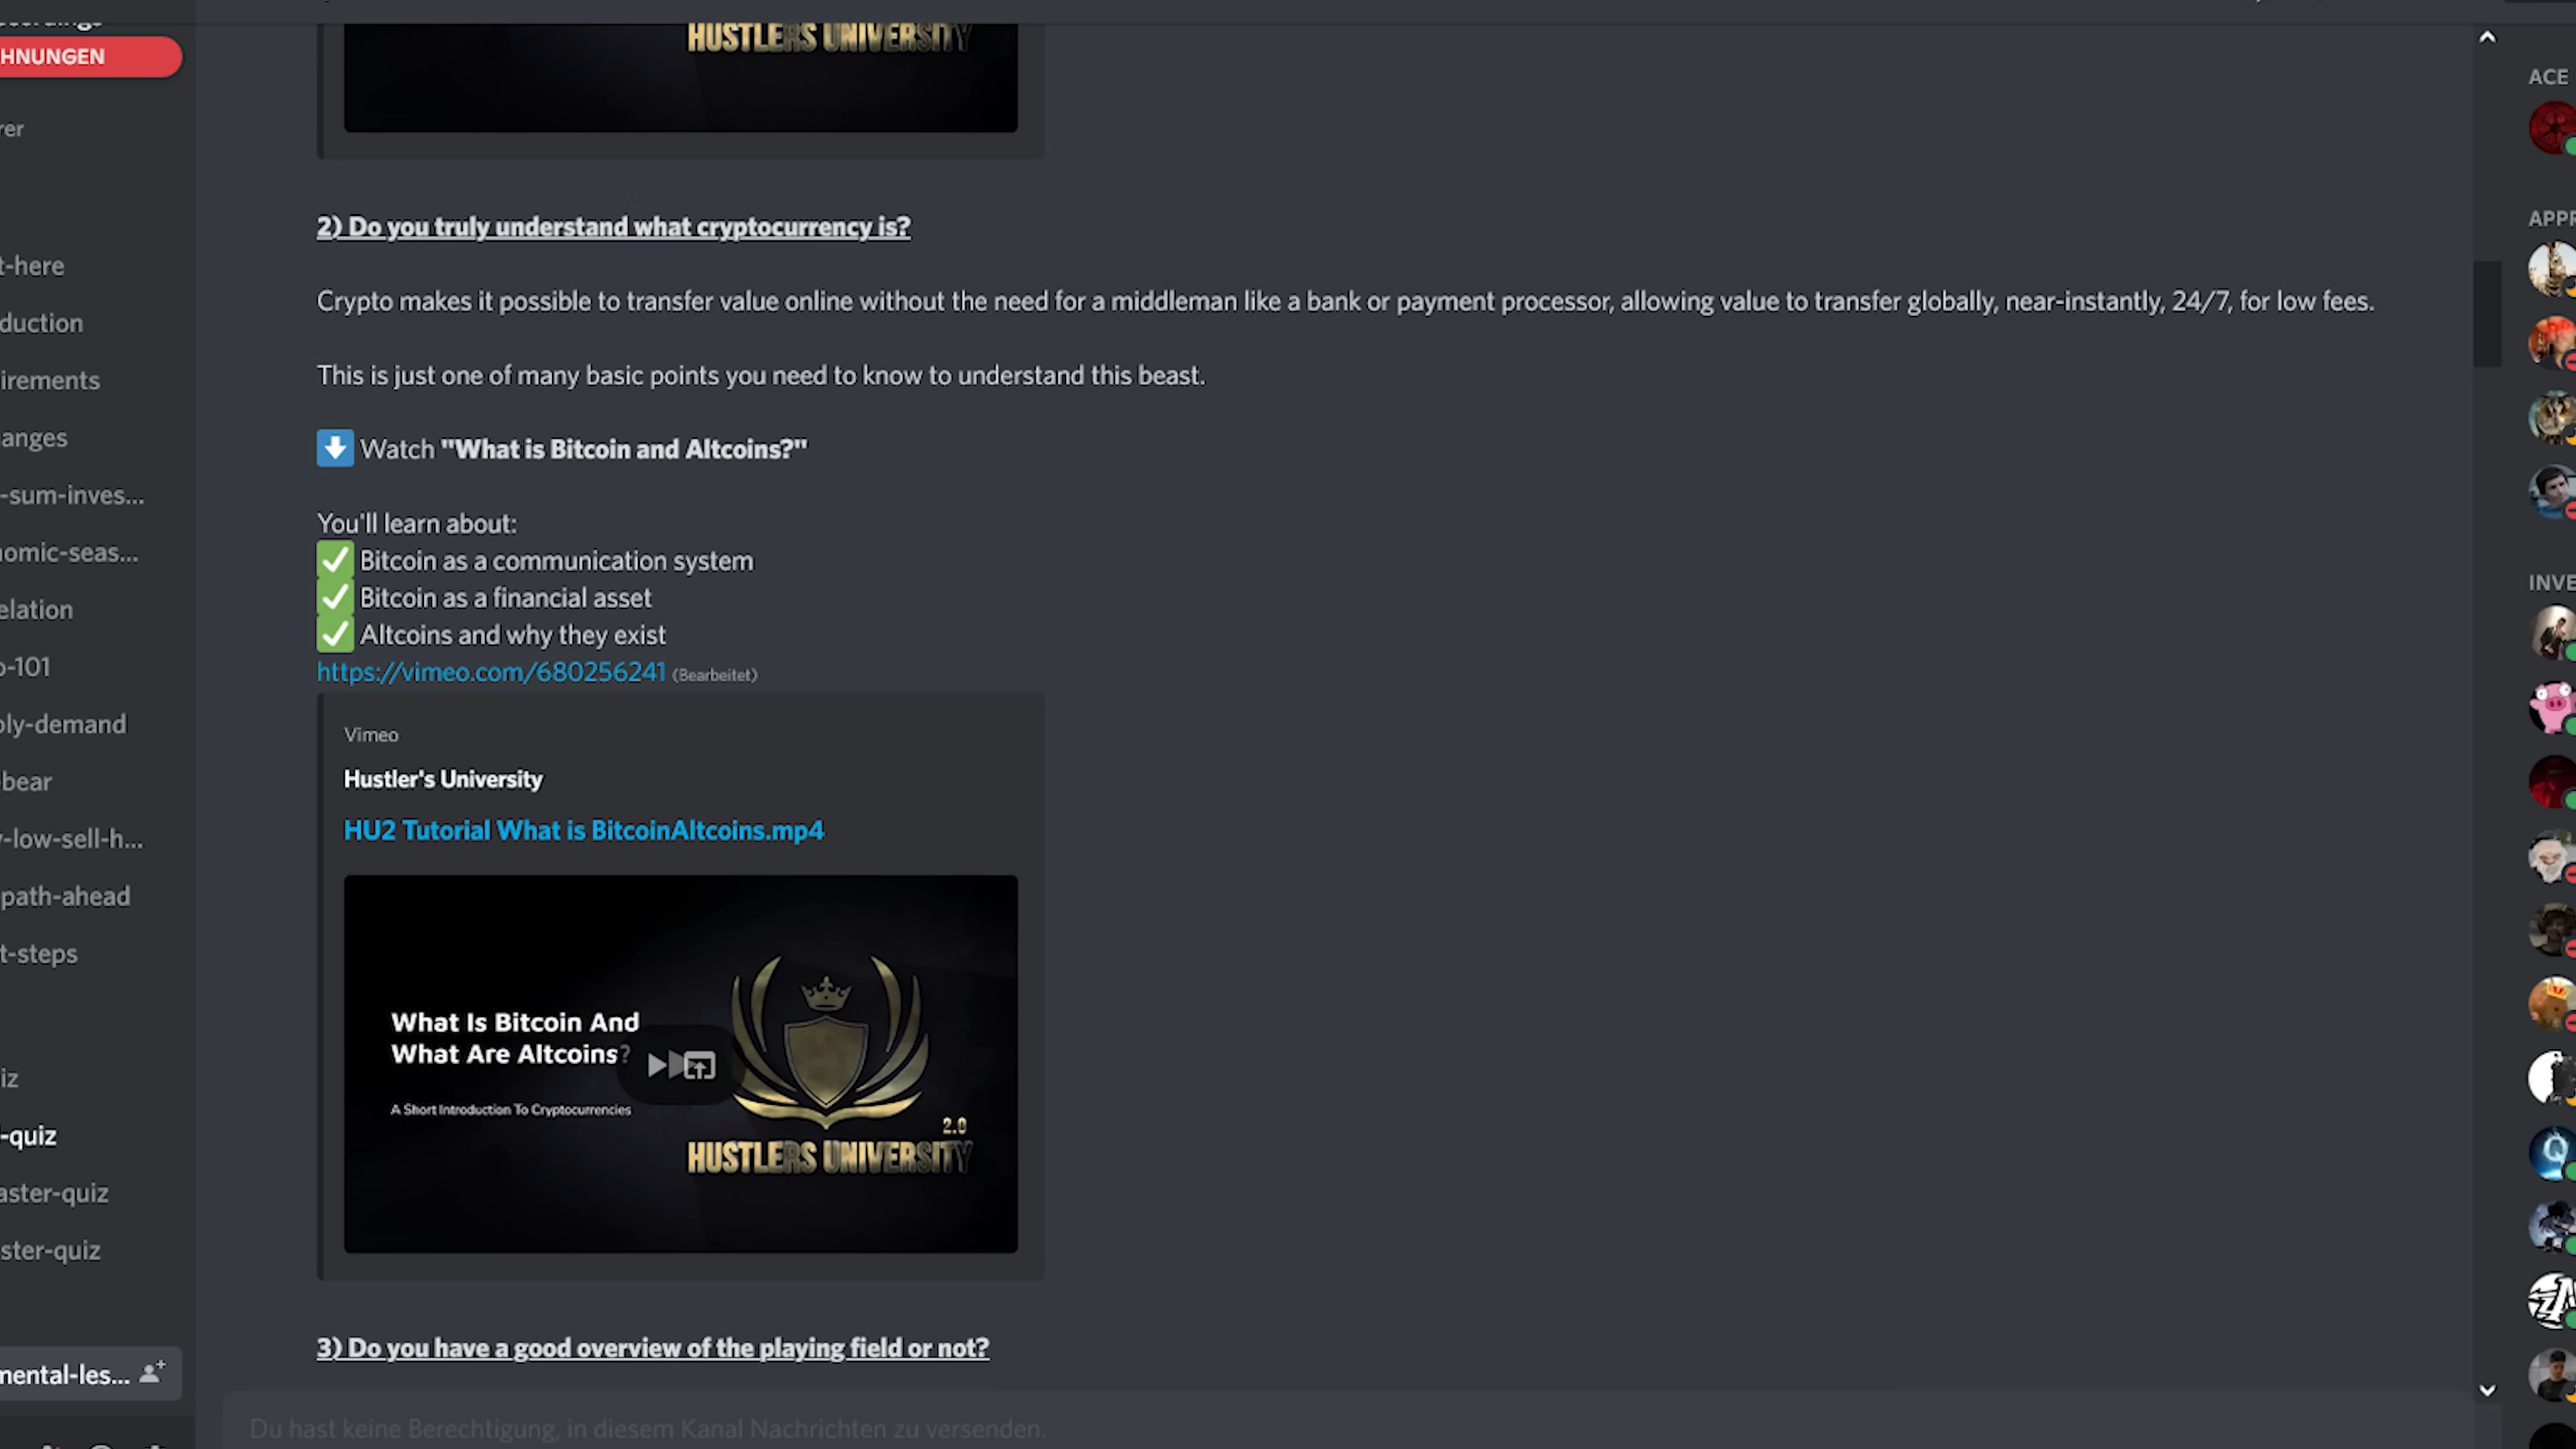 HNUNGEN
rer
t-here
duction
irements
anges
-sum-inves...
nomic-seas...
elation
o-101
ply-demand
bear
y-low-sell-h...
path-ahead
t-steps
iz
-quiz
aster-quiz
ster-quiz
mental-les...
HUSTLERS UNIVERSITY
2) Do you truly understand what cryptocurrency is?
Crypto makes it possible to transfer value online without the need for a middleman like a bank or payment processor, allowing value to transfer globally, near-instantly, 24/7, for low fees.
This is just one of many basic points you need to know to understand this beast.
Watch "What is Bitcoin and Altcoins?"
You'll learn about:
Bitcoin as a communication system
Bitcoin as a financial asset
Altcoins and why they exist
https://vimeo.com/680256241 (Bearbeitet)
Vimeo
Hustler's University
HU2 Tutorial What is BitcoinAltcoins.mp4
What Is Bitcoin And
What Are Altcoins?
A Short Introduction To Cryptocurrencies
2.0
HUSTLERS UNIVERSITY
3) Do you have a good overview of the playing field or not?
Du hast keine Berechtigung, in diesem Kanal Nachrichten zu versenden.
ACE
APPR
INVE
Q